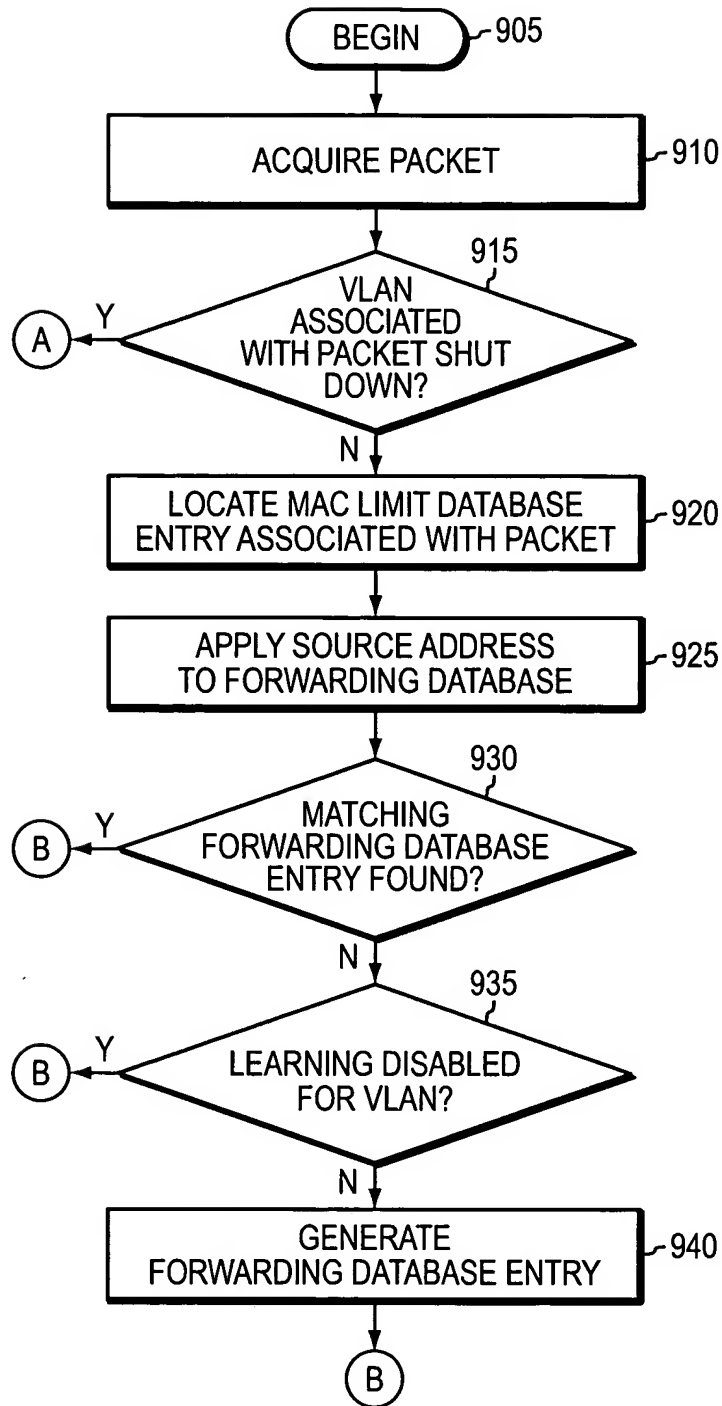 BEGIN
905
ACQUIRE PACKET
910
915
VLAN
ASSOCIATED
WITH PACKET SHUT
DOWN?
Y
A
N
LOCATE MAC LIMIT DATABASE
ENTRY ASSOCIATED WITH PACKET
920
APPLY SOURCE ADDRESS
TO FORWARDING DATABASE
925
930
MATCHING
FORWARDING DATABASE
ENTRY FOUND?
Y
B
N
935
LEARNING DISABLED
FOR VLAN?
Y
B
N
GENERATE
FORWARDING DATABASE ENTRY
940
B